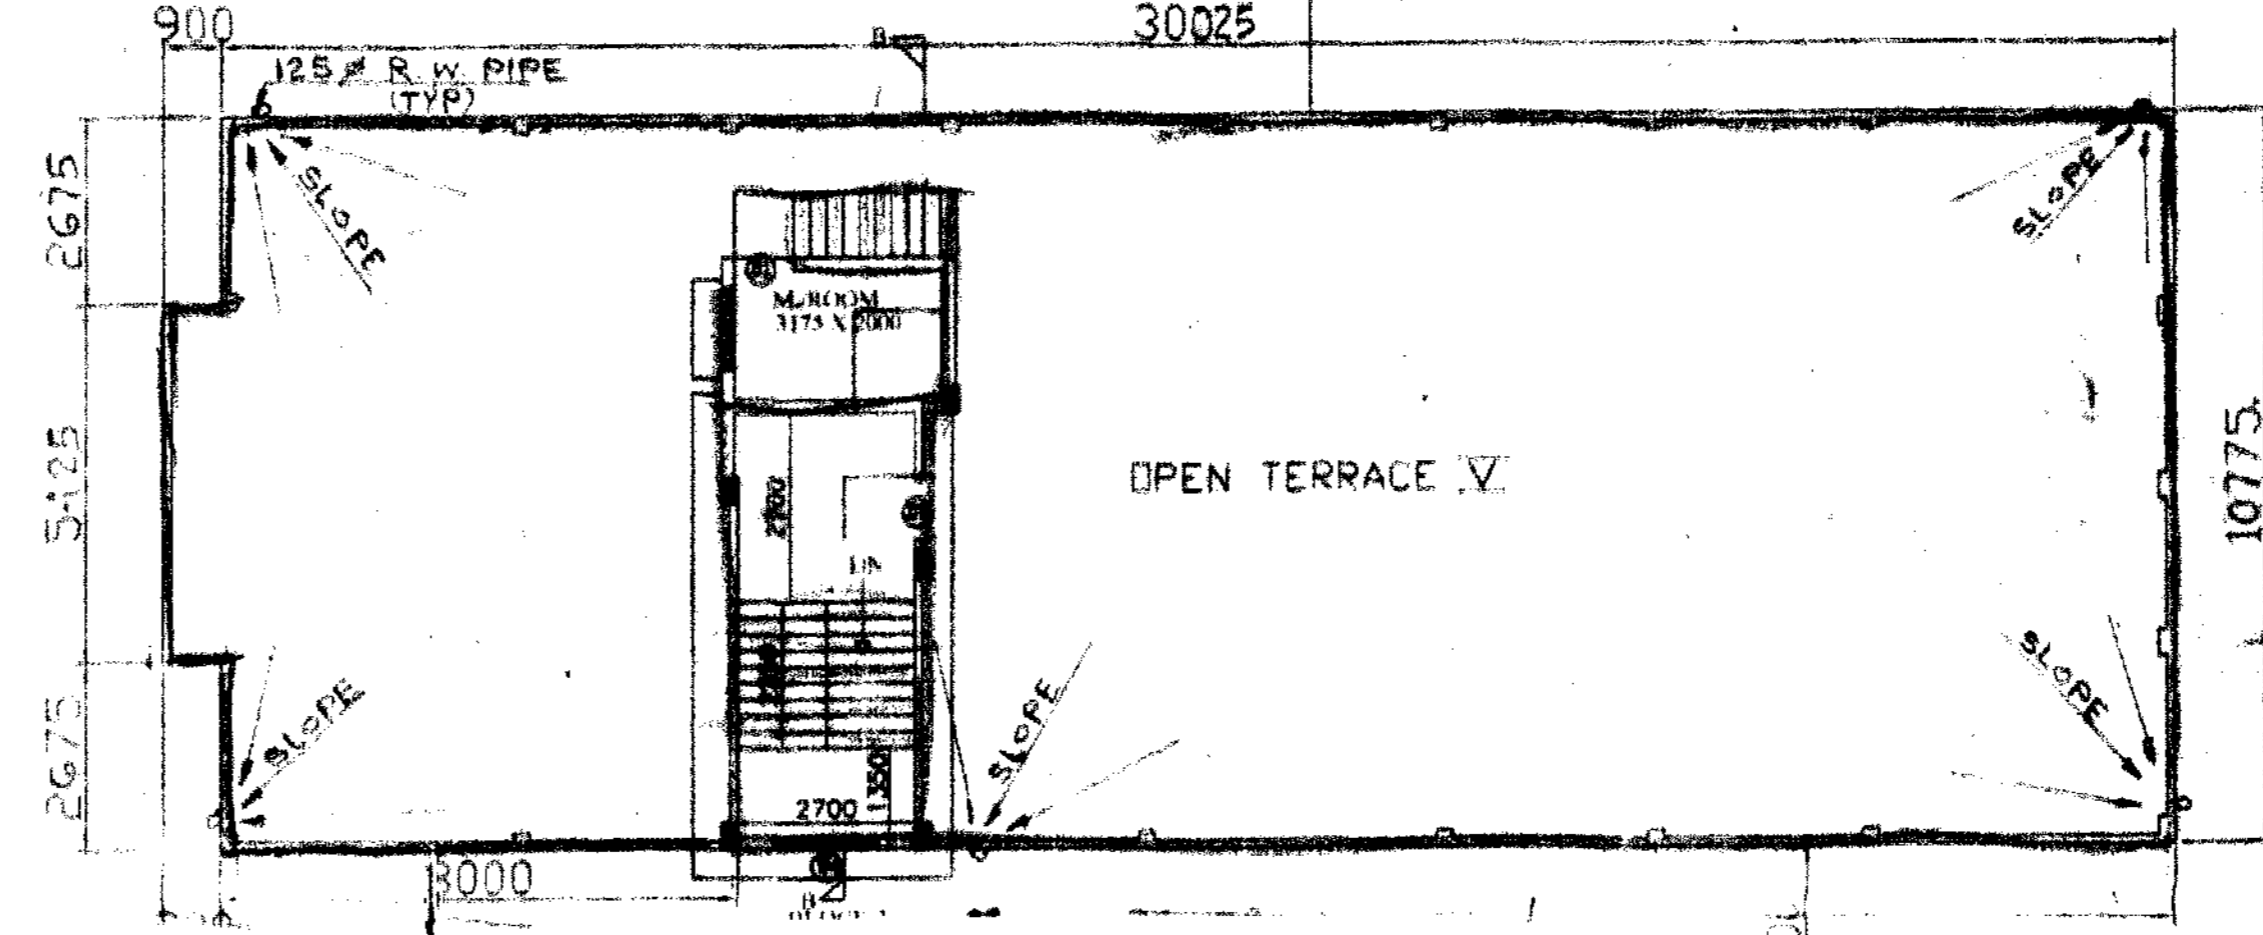 900
30025
125 ø R.W. PIPE
(TYP)
SLOPE
SLOPE
2675
M/ROOM
3175 X 2000
5425
2700
OPEN TERRACE V
10775
DN
SLOPE
SLOPE
SLOPE
2675
1350
2700
3000